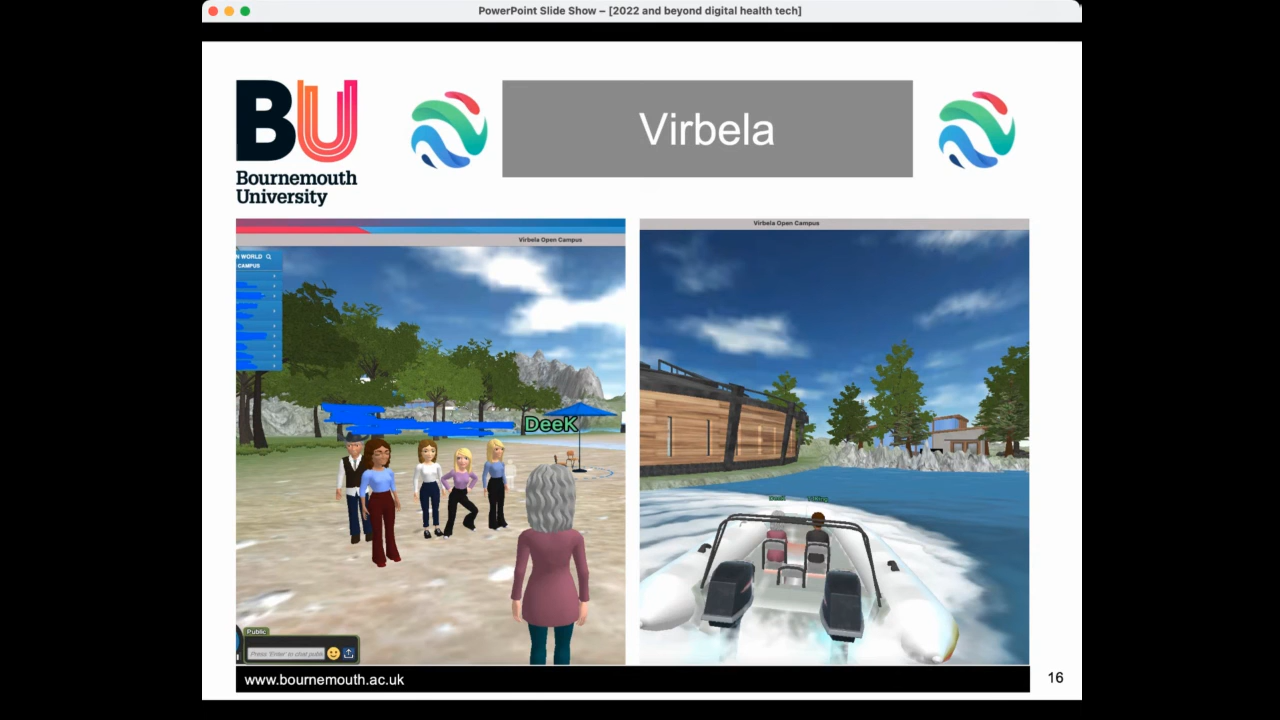 PowerPoint Slide Show – [2022 and beyond digital health tech]
BU
Bournemouth
University
Virbela
Virbela Open Campus
N WORLD
CAMPUS
DeeK
Public
Press 'Enter' to chat public
Virbela Open Campus
DeeK
www.bournemouth.ac.uk
16